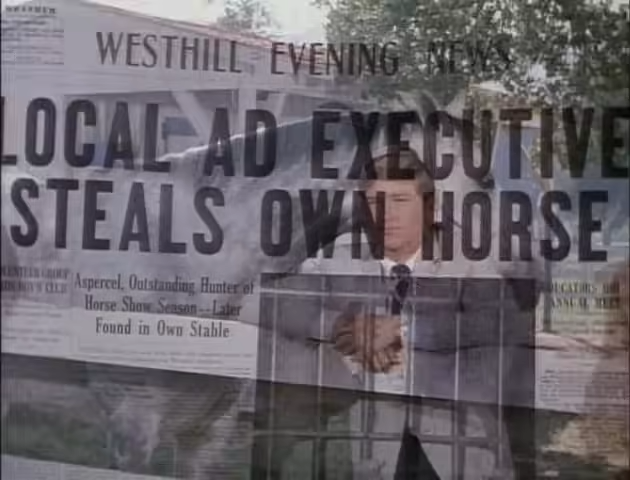 WESTHILL EVENING NEWS
LOCAL AD EXECUTIVE
STEALS OWN HORSE
Aspercel, Outstanding Hunter of
Horse Show Season--Later
Found in Own Stable